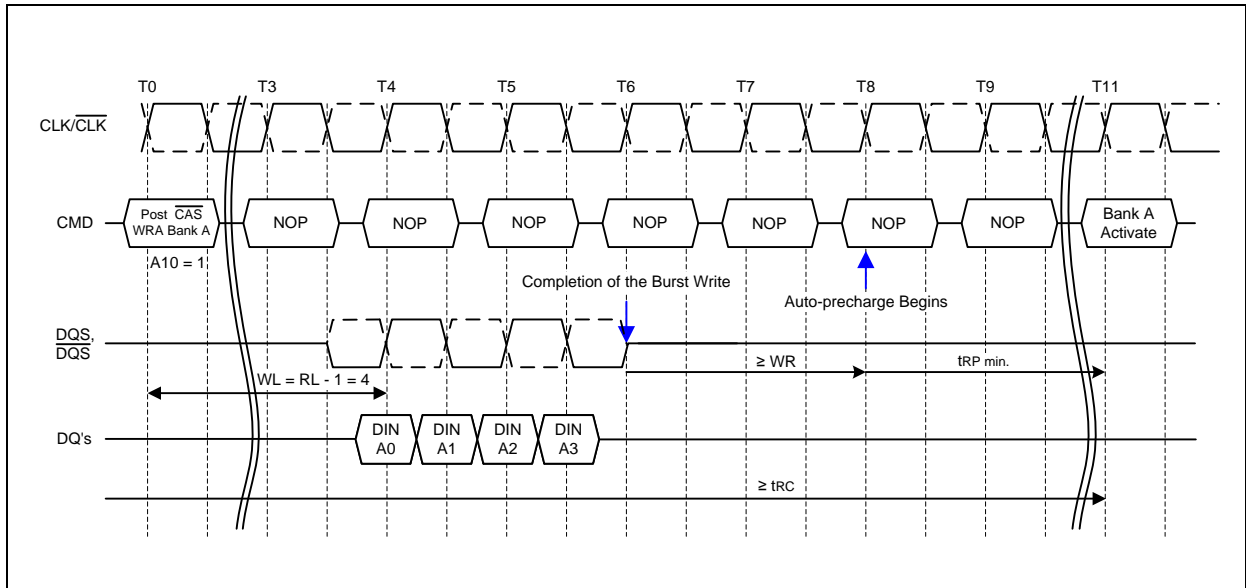 T0 T3 T4 T5 T6 T7 T8 T9 T11
CLK/CLK
CMD
Post CAS
WRA Bank A
NOP NOP NOP NOP NOP NOP NOP
Bank A
Activate
A10 = 1
Completion of the Burst Write
Auto-precharge Begins
DQS,
DQS
WL = RL - 1 = 4
≥ WR
tRP min.
DQ's
DIN
A0
DIN
A1
DIN
A2
DIN
A3
≥ tRC